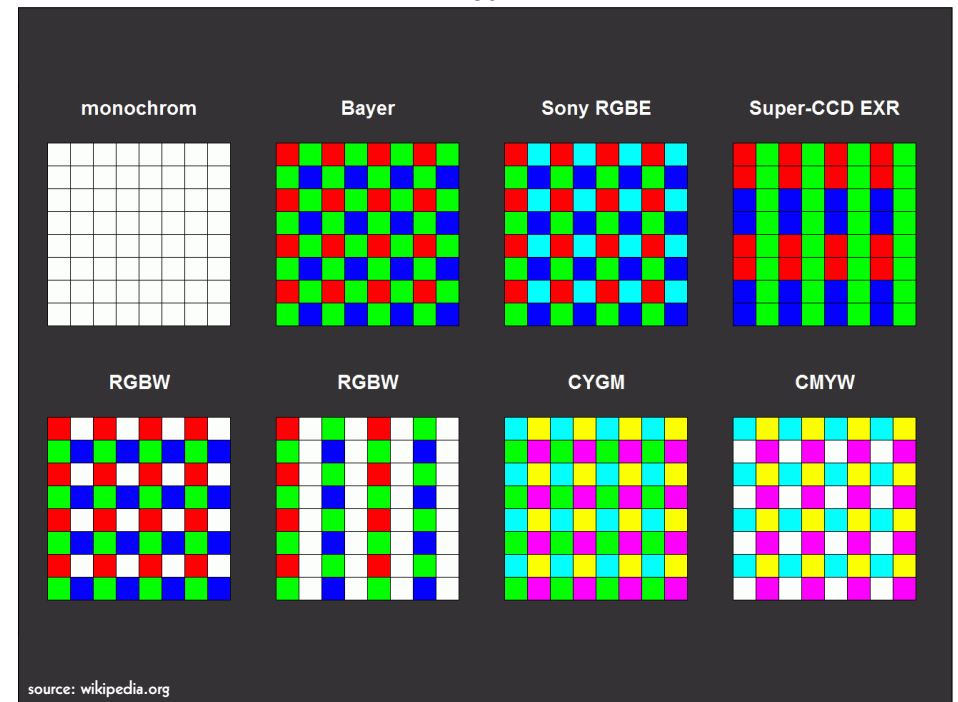 monochrom
Bayer
Sony RGBE
Super-CCD EXR
RGBW
RGBW
CYGM
CMYW
source: wikipedia.org